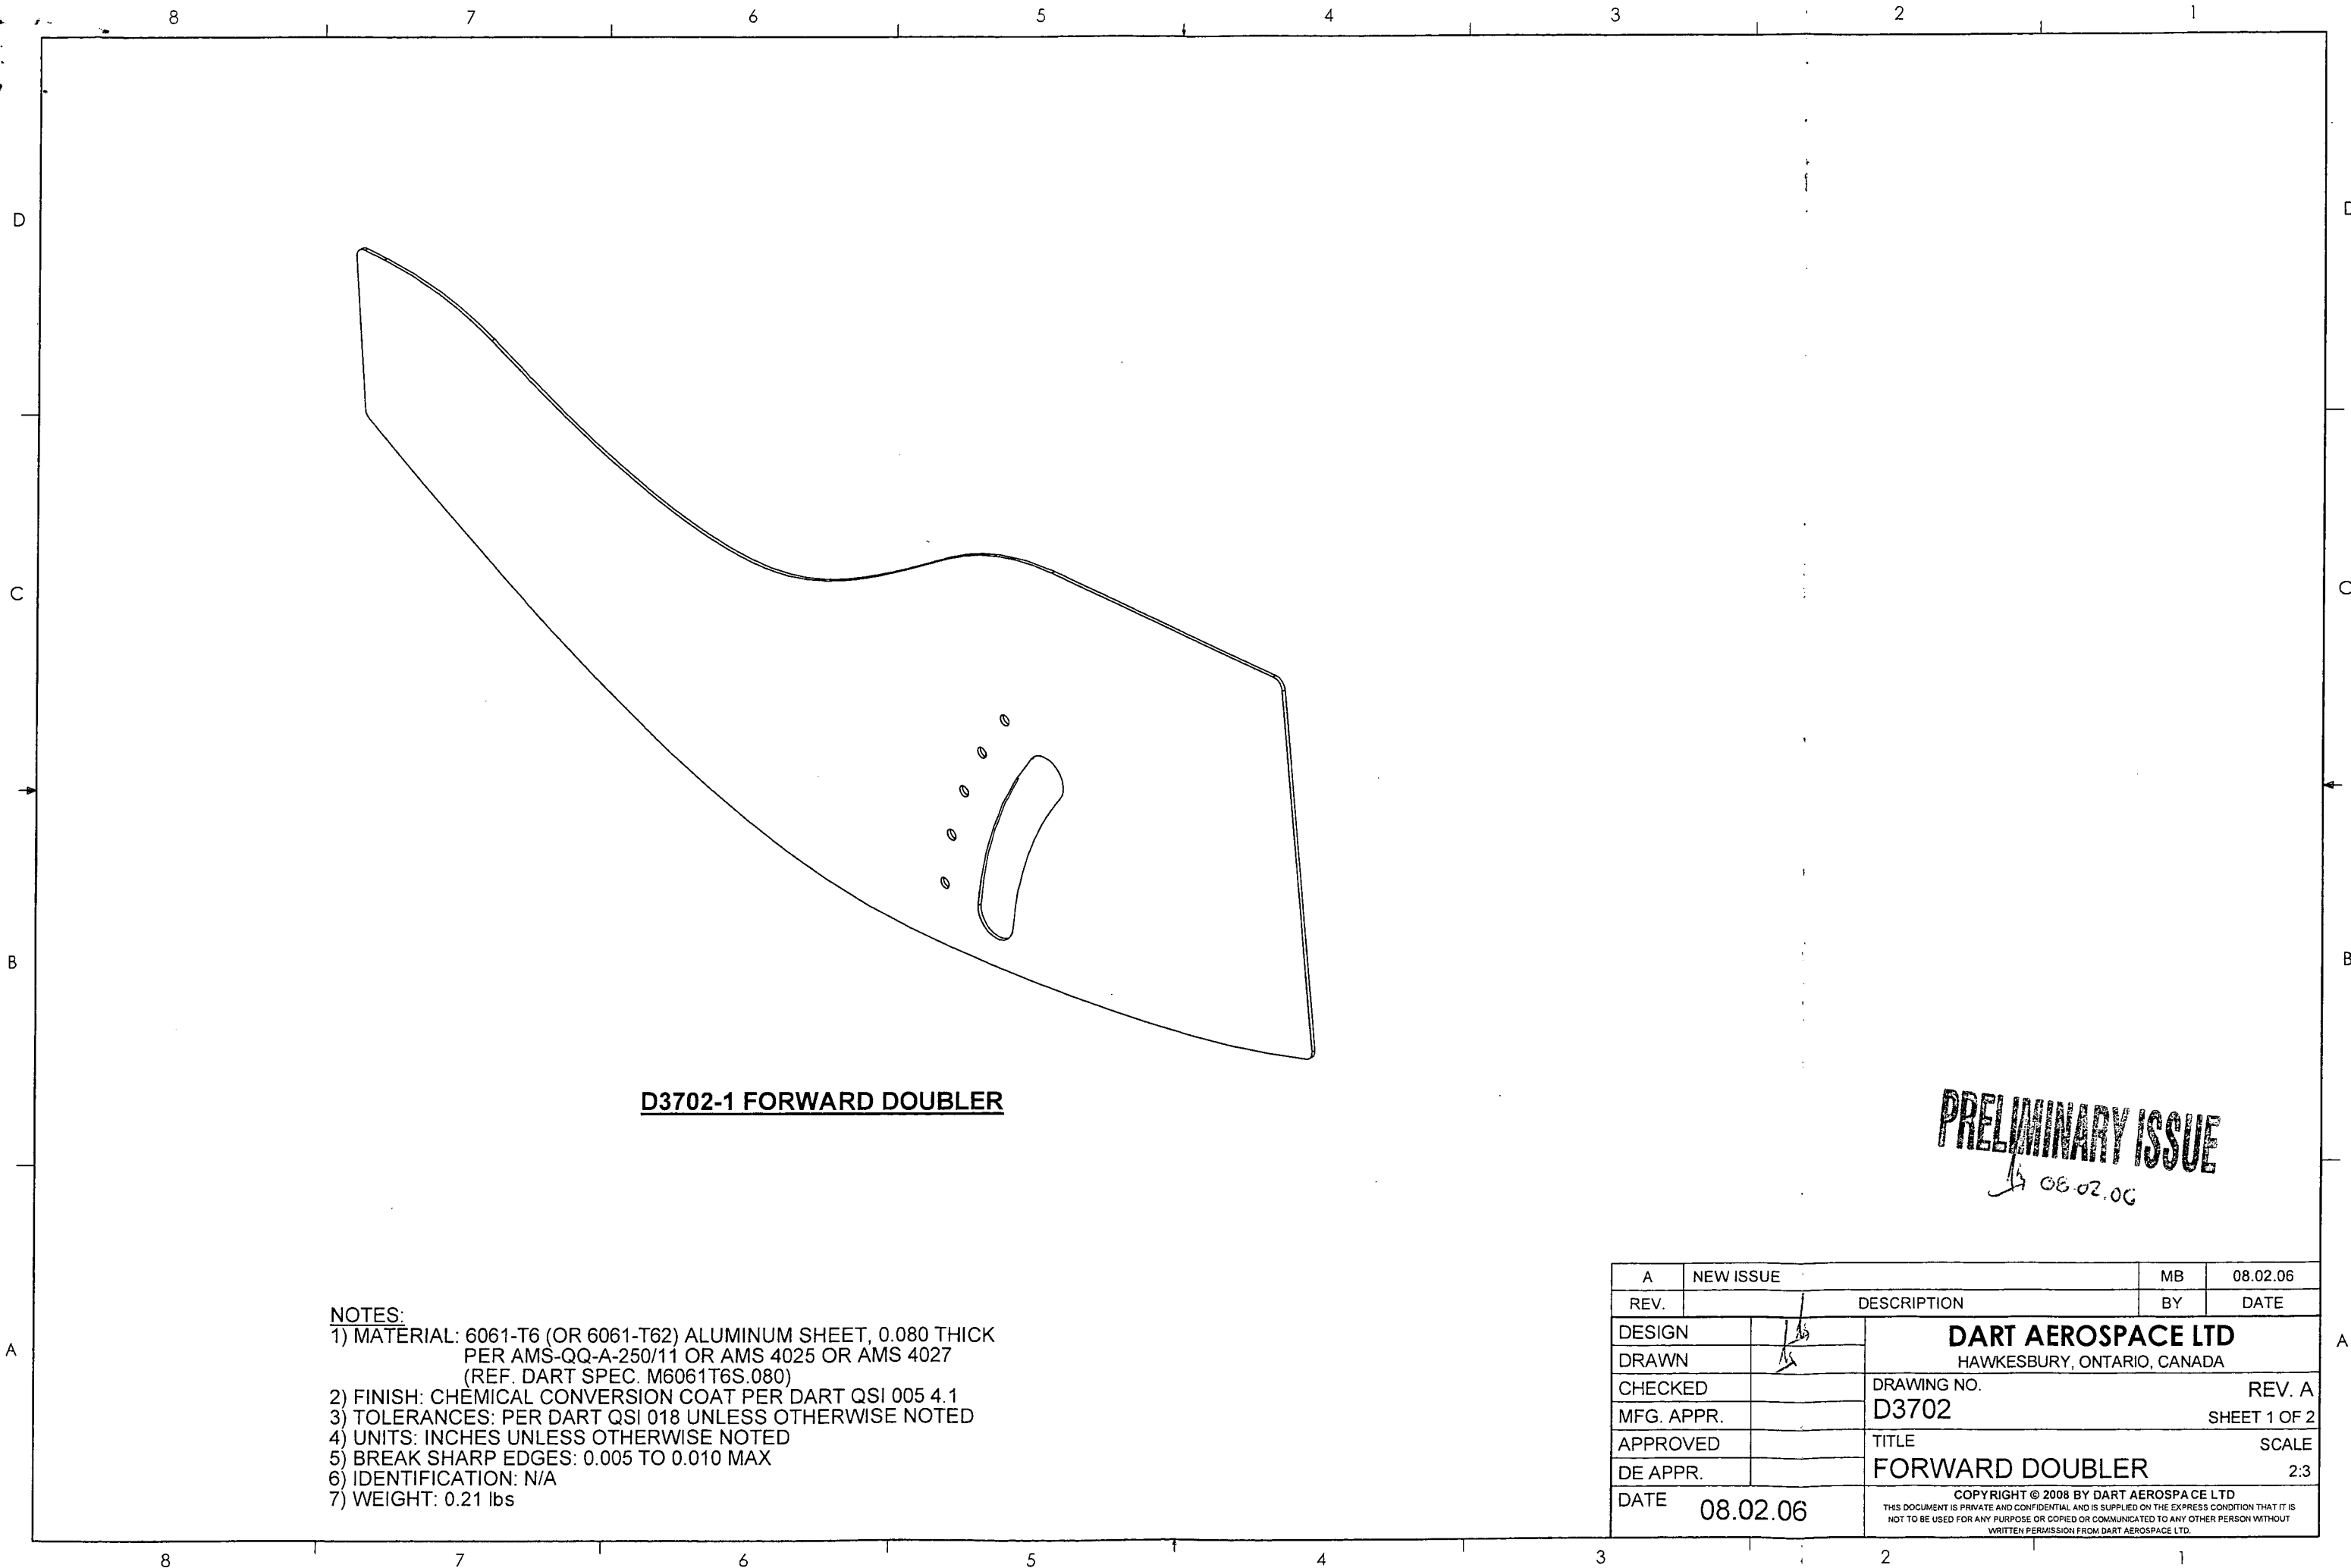 8 7 6 5 4 3 2 1
D D
C C
B B
A A
D3702-1 FORWARD DOUBLER
PRELIMINARY ISSUE
08.02.06
NOTES:
1) MATERIAL: 6061-T6 (OR 6061-T62) ALUMINUM SHEET, 0.080 THICK
PER AMS-QQ-A-250/11 OR AMS 4025 OR AMS 4027
(REF. DART SPEC. M6061T6S.080)
2) FINISH: CHEMICAL CONVERSION COAT PER DART QSI 005 4.1
3) TOLERANCES: PER DART QSI 018 UNLESS OTHERWISE NOTED
4) UNITS: INCHES UNLESS OTHERWISE NOTED
5) BREAK SHARP EDGES: 0.005 TO 0.010 MAX
6) IDENTIFICATION: N/A
7) WEIGHT: 0.21 lbs
A NEW ISSUE MB 08.02.06
REV. DESCRIPTION BY DATE
DESIGN
DRAWN
CHECKED
MFG. APPR.
APPROVED
DE APPR.
DATE 08.02.06
DART AEROSPACE LTD
HAWKESBURY, ONTARIO, CANADA
DRAWING NO. REV. A
D3702 SHEET 1 OF 2
TITLE SCALE
FORWARD DOUBLER 2:3
COPYRIGHT © 2008 BY DART AEROSPACE LTD
THIS DOCUMENT IS PRIVATE AND CONFIDENTIAL AND IS SUPPLIED ON THE EXPRESS CONDITION THAT IT IS
NOT TO BE USED FOR ANY PURPOSE OR COPIED OR COMMUNICATED TO ANY OTHER PERSON WITHOUT
WRITTEN PERMISSION FROM DART AEROSPACE LTD.
8 7 6 5 4 3 2 1